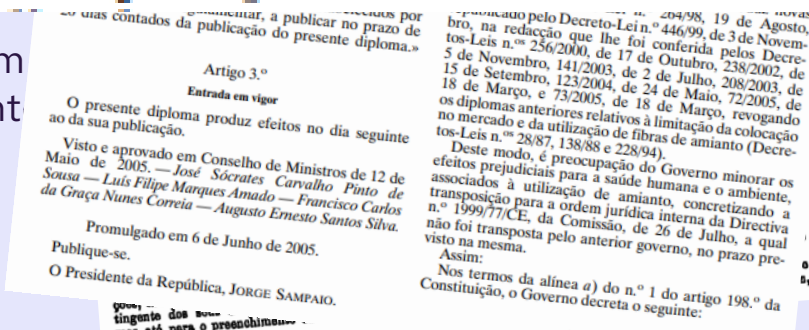 dias contados da publicação do presente diploma.»
Artigo 3.º
Entrada em vigor
O presente diploma produz efeitos no dia seguinte
ao da sua publicação.
Visto e aprovado em Conselho de Ministros de 12 de
Maio de 2005. — José Sócrates Carvalho Pinto de
Sousa — Luís Filipe Marques Amado — Francisco Carlos
da Graça Nunes Correia — Augusto Ernesto Santos Silva.
Promulgado em 6 de Junho de 2005.
Publique-se.
O Presidente da República, JORGE SAMPAIO.
264/98, 19 de Agosto,
pelo Decreto-Lei n.º 446/99, de 3 de Novem-
bro, na redacção que lhe foi conferida pelos Decre-
tos-Leis n.os 256/2000, de 17 de Outubro, 238/2002, de
5 de Novembro, 141/2003, de 2 de Julho, 208/2003, de
15 de Setembro, 123/2004, de 24 de Maio, 72/2005, de
18 de Março, e 73/2005, de 18 de Março, revogando
os diplomas anteriores relativos à limitação da colocação
no mercado e da utilização de fibras de amianto (Decre-
tos-Leis n.os 28/87, 138/88 e 228/94).
Deste modo, é preocupação do Governo minorar os
efeitos prejudiciais para a saúde humana e o ambiente,
associados à utilização de amianto, concretizando a
transposição para a ordem jurídica interna da Directiva
n.º 1999/77/CE, da Comissão, de 26 de Julho, a qual
não foi transposta pelo anterior governo, no prazo pre-
visto na mesma.
Assim:
Nos termos da alínea a) do n.º 1 do artigo 198.º da
Constituição, o Governo decreta o seguinte:
tingente dos
para o